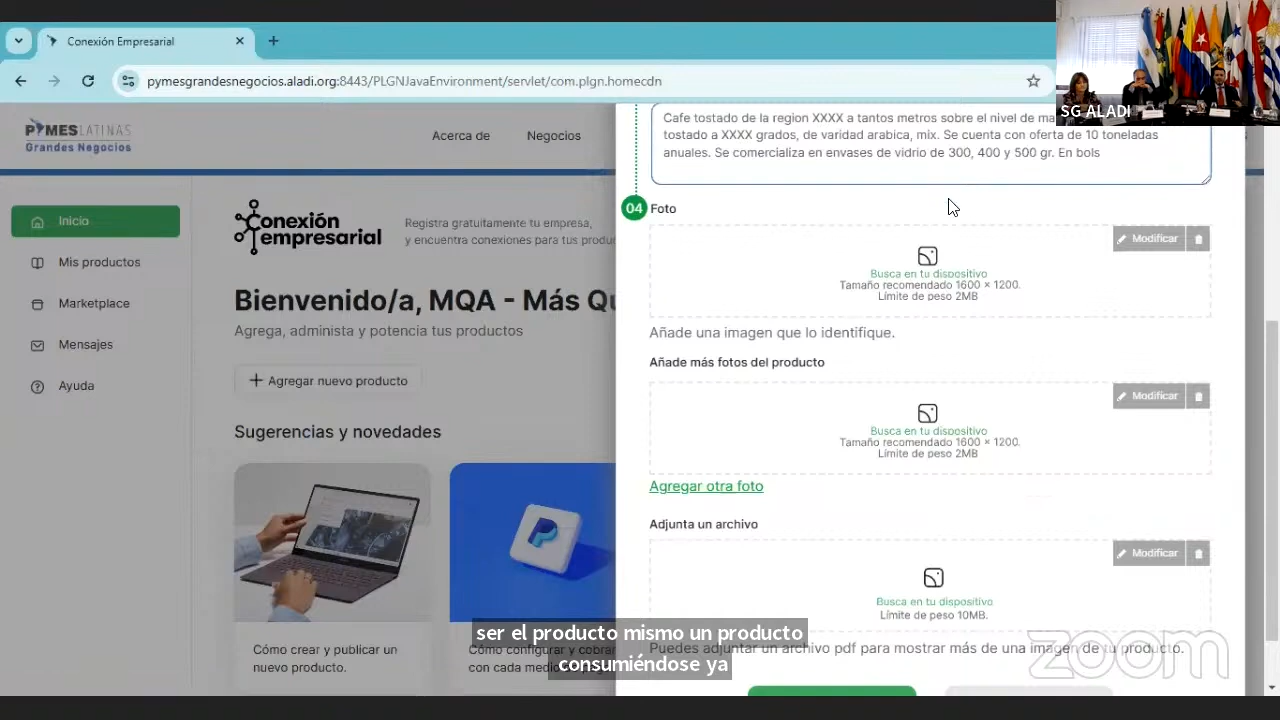 Conexión Empresarial
pymesgrandesnegocios.aladi.org:8443/PLGNJavaEnvironment/servlet/com.plgn.homecdn
SG ALADI
PYMESLATINAS
Grandes Negocios
Acerca de
Negocios
Inicio
Mis productos
Marketplace
Mensajes
Ayuda
Conexión
empresarial
Registra gratuitamente tu empresa,
y encuentra conexiones para tus produ
Bienvenido/a, MQA - Más Qu
Agrega, administa y potencia tus productos
+ Agregar nuevo producto
Sugerencias y novedades
Cómo crear y publicar un
nuevo producto.
Cómo configurar y cobra
con cada medio de pag
Cafe tostado de la region XXXX a tantos metros sobre el nivel de ma
tostado a XXXX grados, de varidad arabica, mix. Se cuenta con oferta de 10 toneladas
anuales. Se comercializa en envases de vidrio de 300, 400 y 500 gr. En bols
04 Foto
Modificar
Busca en tu dispositivo
Tamaño recomendado 1600 × 1200.
Límite de peso 2MB
Añade una imagen que lo identifique.
Añade más fotos del producto
Modificar
Busca en tu dispositivo
Tamaño recomendado 1600 × 1200.
Límite de peso 2MB
Agregar otra foto
Adjunta un archivo
Modificar
Busca en tu dispositivo
Límite de peso 10MB.
Puedes adjuntar un archivo pdf para mostrar más de una imagen de tu producto.
ser el producto mismo un producto
consumiéndose ya
zoom